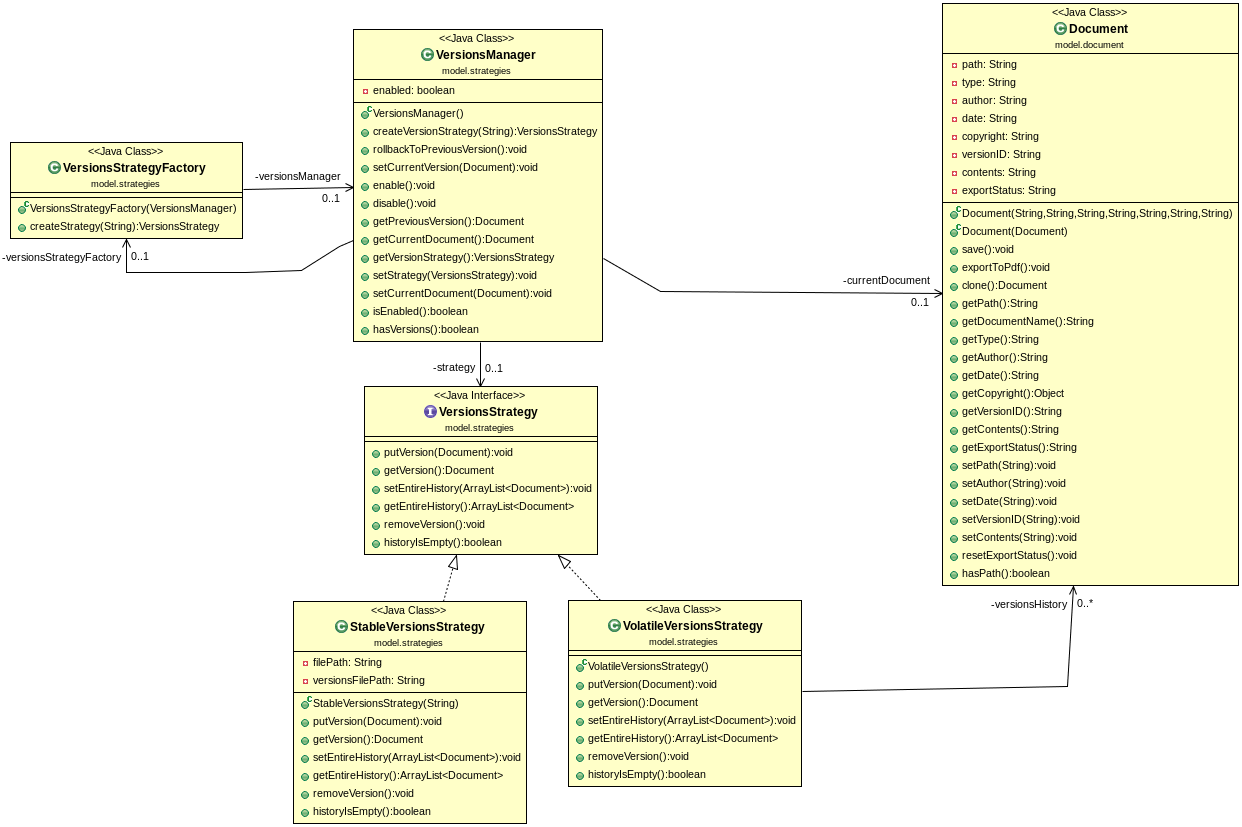 <<Java Class>>
VersionsStrategyFactory
model.strategies
VersionsStrategyFactory(VersionsManager)
createStrategy(String):VersionsStrategy
-versionsManager
0..1
-versionsStrategyFactory
0..1
<<Java Class>>
VersionsManager
model.strategies
enabled: boolean
VersionsManager()
createVersionStrategy(String):VersionsStrategy
rollbackToPreviousVersion():void
setCurrentVersion(Document):void
enable():void
disable():void
getPreviousVersion():Document
getCurrentDocument():Document
getVersionStrategy():VersionsStrategy
setStrategy(VersionsStrategy):void
setCurrentDocument(Document):void
isEnabled():boolean
hasVersions():boolean
-currentDocument
0..1
<<Java Class>>
Document
model.document
path: String
type: String
author: String
date: String
copyright: String
versionID: String
contents: String
exportStatus: String
Document(String,String,String,String,String,String,String)
Document(Document)
save():void
exportToPdf():void
clone():Document
getPath():String
getDocumentName():String
getType():String
getAuthor():String
getDate():String
getCopyright():Object
getVersionID():String
getContents():String
getExportStatus():String
setPath(String):void
setAuthor(String):void
setDate(String):void
setVersionID(String):void
setContents(String):void
resetExportStatus():void
hasPath():boolean
-strategy
0..1
<<Java Interface>>
VersionsStrategy
model.strategies
putVersion(Document):void
getVersion():Document
setEntireHistory(ArrayList<Document>):void
getEntireHistory():ArrayList<Document>
removeVersion():void
historyIsEmpty():boolean
<<Java Class>>
StableVersionsStrategy
model.strategies
filePath: String
versionsFilePath: String
StableVersionsStrategy(String)
putVersion(Document):void
getVersion():Document
setEntireHistory(ArrayList<Document>):void
getEntireHistory():ArrayList<Document>
removeVersion():void
historyIsEmpty():boolean
<<Java Class>>
VolatileVersionsStrategy
model.strategies
VolatileVersionsStrategy()
putVersion(Document):void
getVersion():Document
setEntireHistory(ArrayList<Document>):void
getEntireHistory():ArrayList<Document>
removeVersion():void
historyIsEmpty():boolean
-versionsHistory
0..*